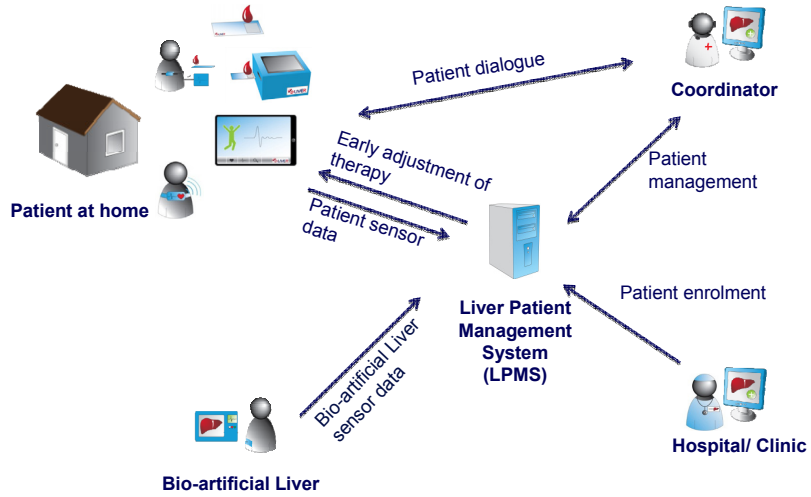 Patient dialogue
Coordinator
Early adjustment of
therapy
Patient
management
Patient at home
Patient sensor
data
Patient enrolment
Liver Patient
Management
System
(LPMS)
Bio-artificial Liver
sensor data
Hospital/ Clinic
Bio-artificial Liver